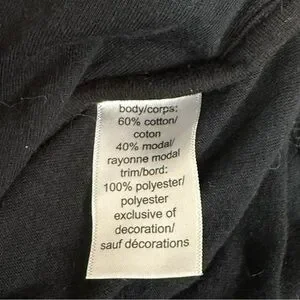 body/corps:
60% cotton/
coton
40% modal/
rayonne modal
trim/bord:
100% polyester/
polyester
exclusive of
decoration/
sauf décorations